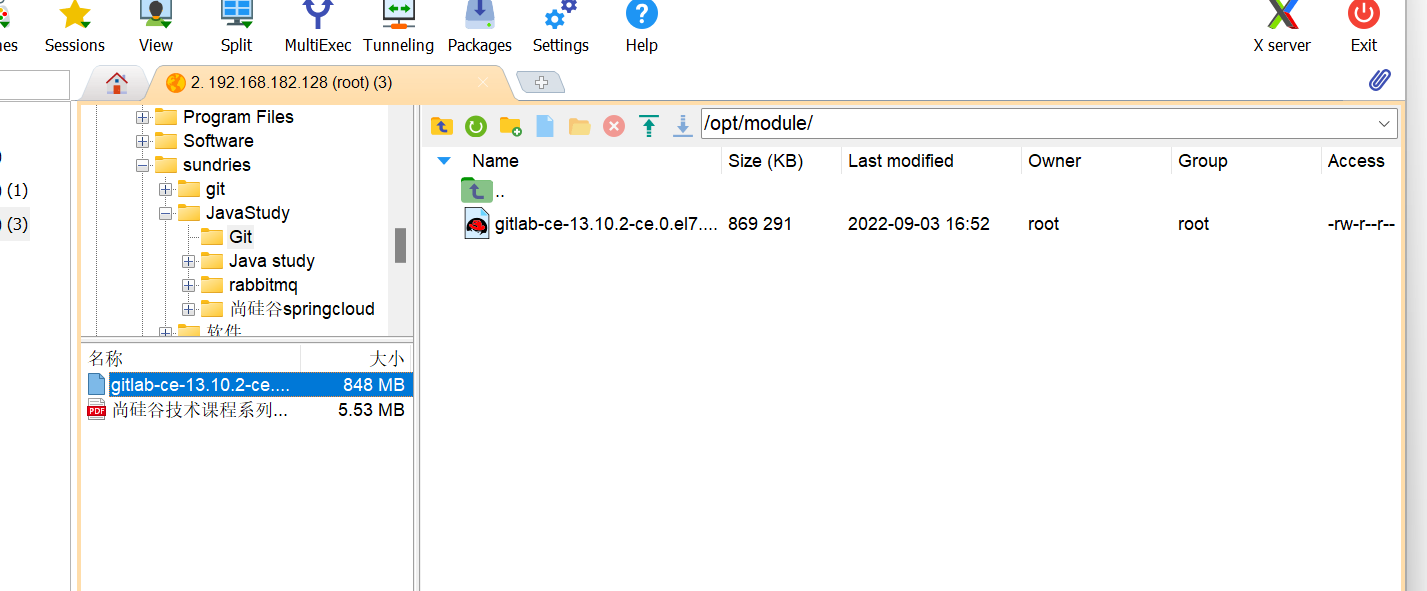 Sessions View Split MultiExec Tunneling Packages Settings Help X server Exit
2. 192.168.182.128 (root) (3)
Program Files
Software
sundries
git
JavaStudy
Git
Java study
rabbitmq
尚硅谷springcloud
软件
(1)
(3)
名称 大小
gitlab-ce-13.10.2-ce.... 848 MB
PDF 尚硅谷技术课程系列... 5.53 MB
/opt/module/
Name Size (KB) Last modified Owner Group Access
..
gitlab-ce-13.10.2-ce.0.el7.... 869 291 2022-09-03 16:52 root root -rw-r--r--